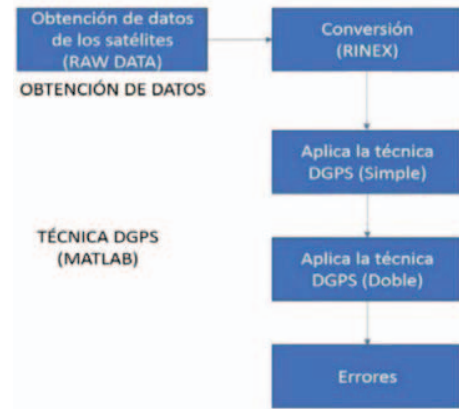 Obtención de datos
de los satélites
(RAW DATA)
Conversión
(RINEX)
OBTENCIÓN DE DATOS
Aplica la técnica
DGPS (Simple)
TÉCNICA DGPS
(MATLAB)
Aplica la técnica
DGPS (Doble)
Errores